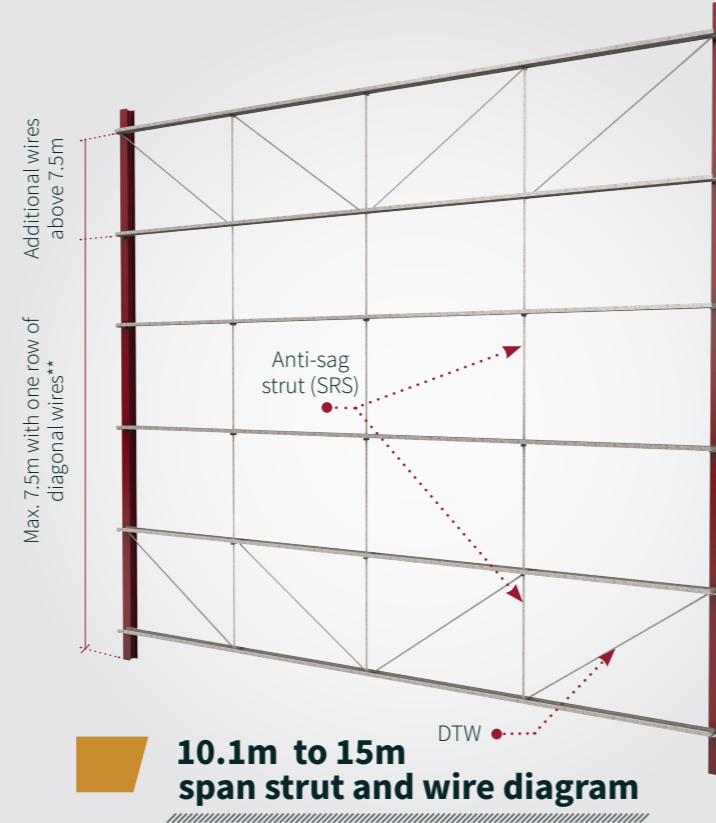 Additional wires
above 7.5m
Max. 7.5m with one row of
diagonal wires**
Anti-sag
strut (SRS)
DTW
10.1m to 15m
span strut and wire diagram